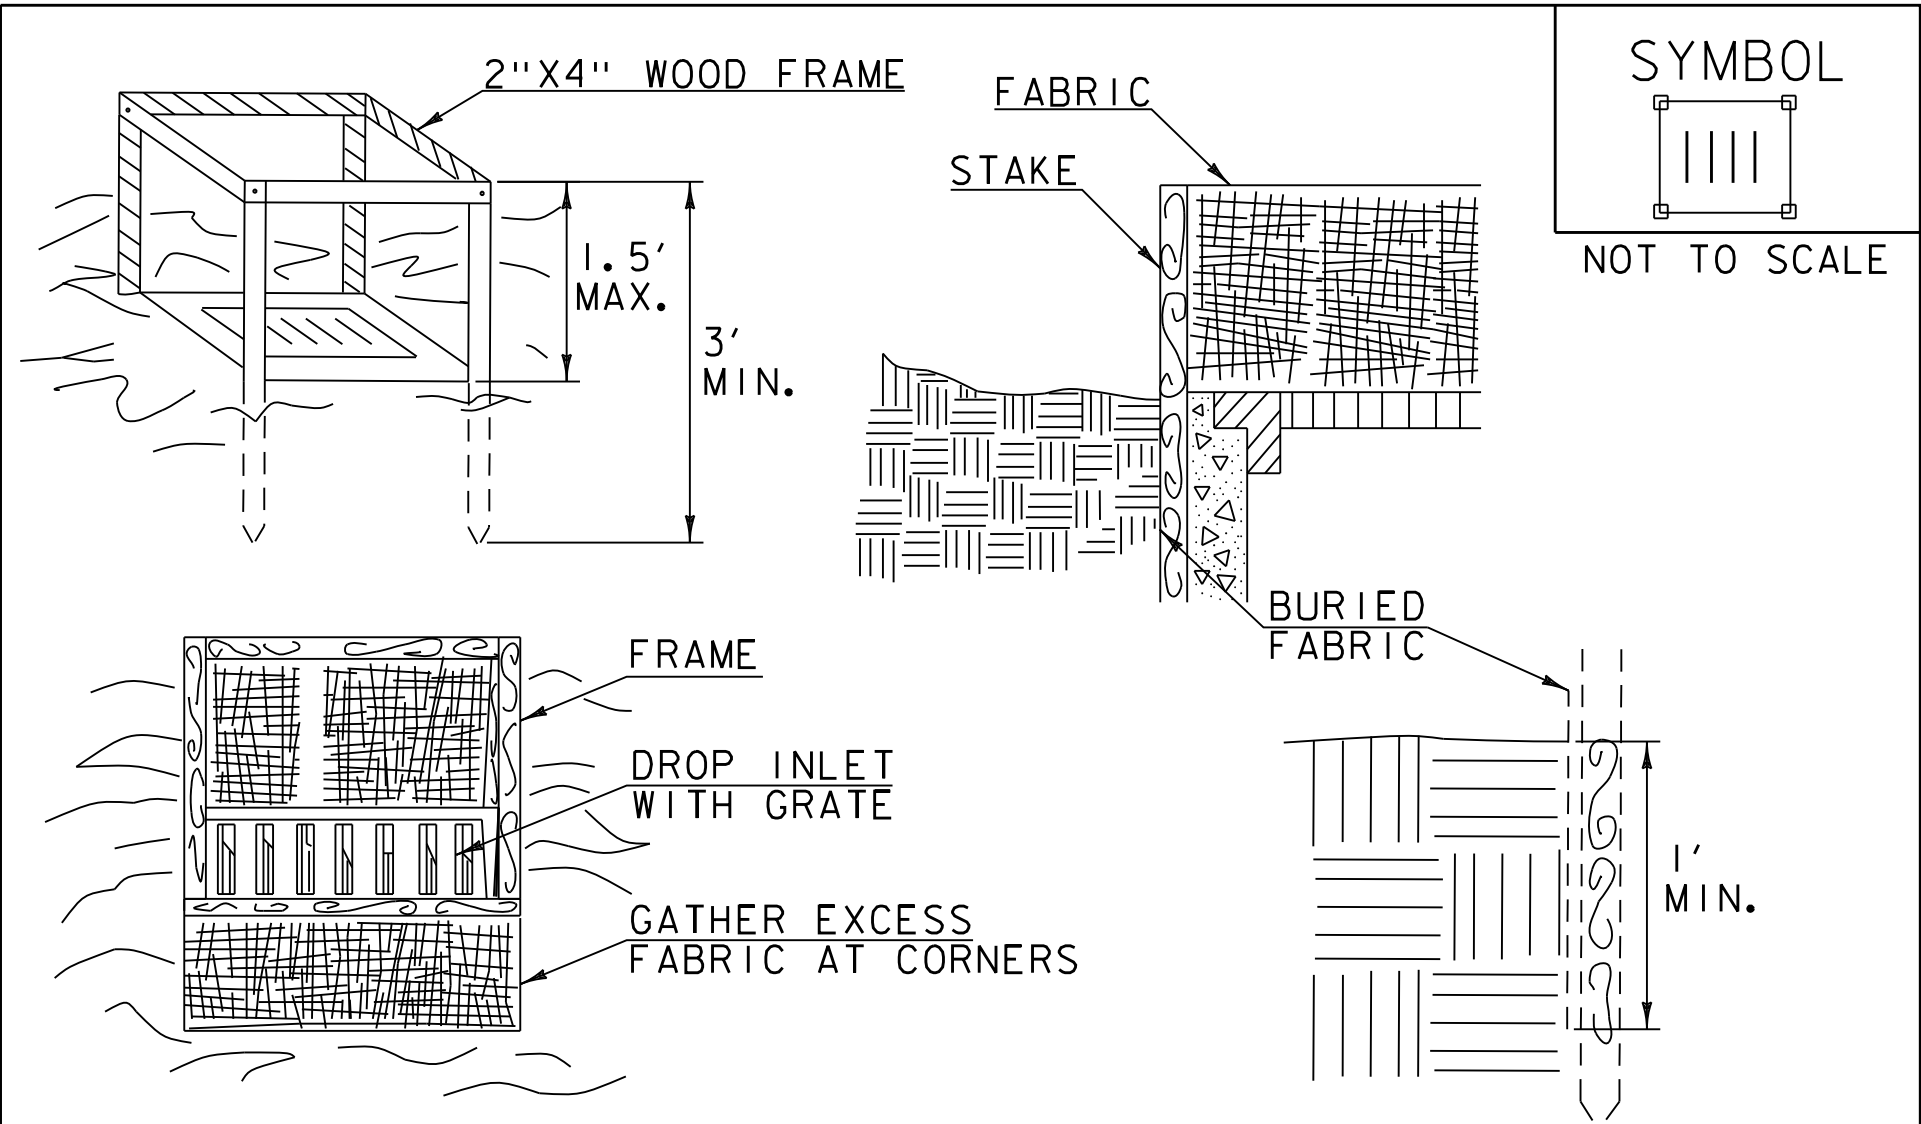 2"X4" WOOD FRAME
1.5'
MAX.
3'
MIN.
FABRIC
STAKE
SYMBOL
NOT TO SCALE
BURIED
FABRIC
FRAME
DROP INLET
WITH GRATE
GATHER EXCESS
FABRIC AT CORNERS
1'
MIN.